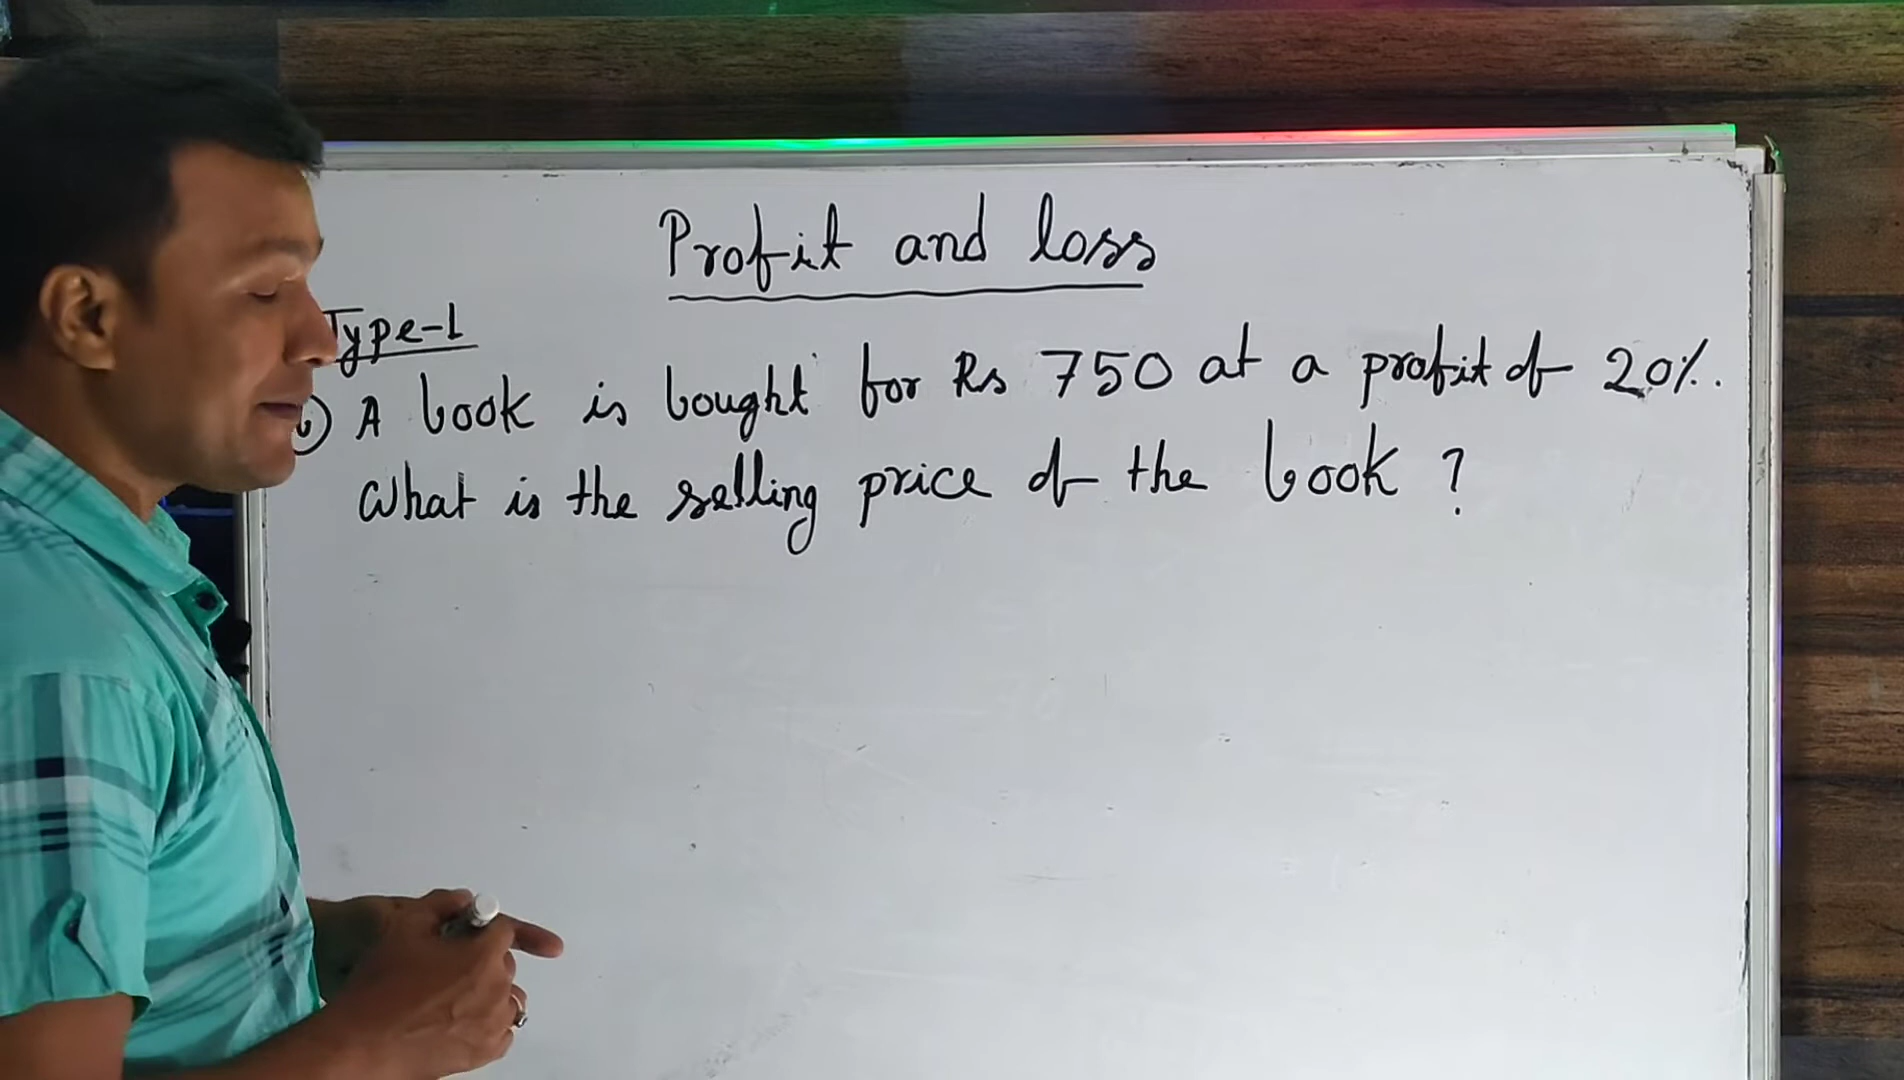 Profit and loss
Type-1
A book is bought for Rs 750 at a profit of 20%.
What is the selling price of the book ?